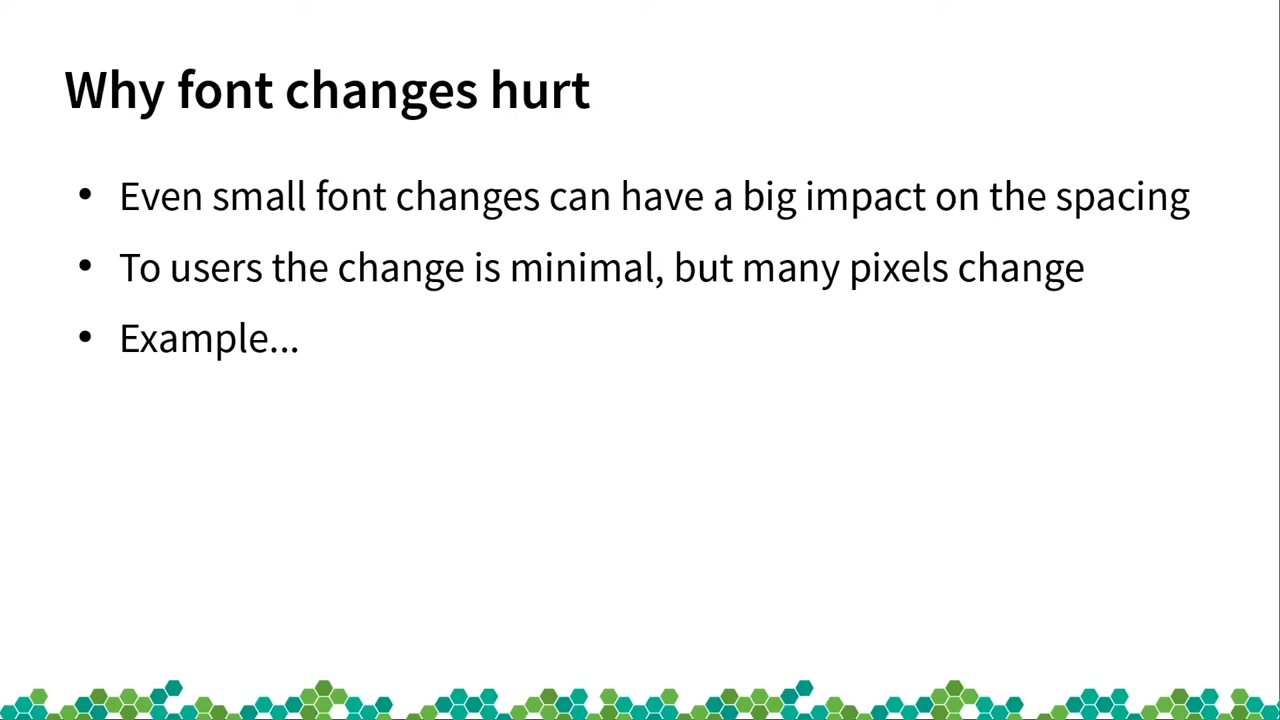 Why font changes hurt
• Even small font changes can have a big impact on the spacing
• To users the change is minimal, but many pixels change
• Example...